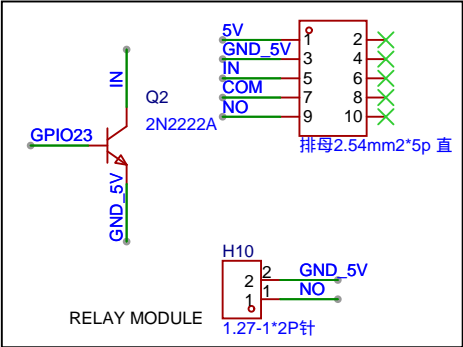 5V
GND_5V
IN
COM
NO
1 2
3 4
5 6
7 8
9 10
排母2.54mm2*5p 直
IN
Q2
2N2222A
GPIO23
GND_5V
H10
2 2 GND_5V
1 1 NO
1.27-1*2P针
RELAY MODULE